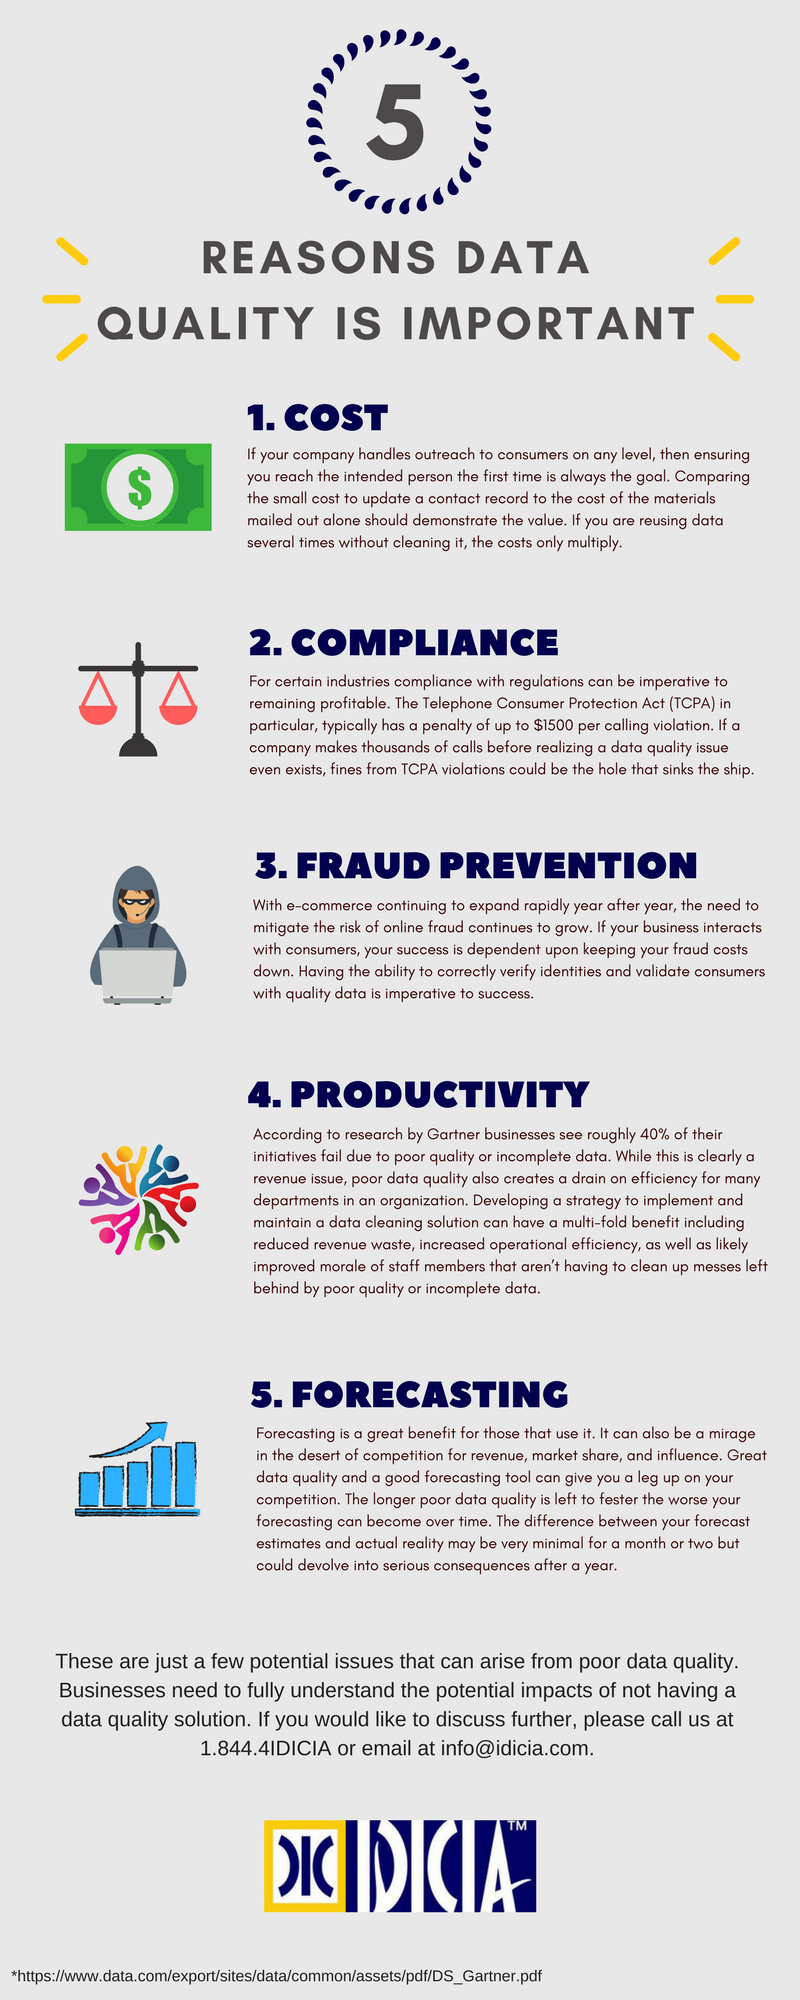 5
REASONS DATA
QUALITY IS IMPORTANT
1. COST
If your company handles outreach to consumers on any level, then ensuring
you reach the intended person the first time is always the goal. Comparing
the small cost to update a contact record to the cost of the materials
mailed out alone should demonstrate the value. If you are reusing data
several times without cleaning it, the costs only multiply.
$
2. COMPLIANCE
For certain industries compliance with regulations can be imperative to
remaining profitable. The Telephone Consumer Protection Act (TCPA) in
particular, typically has a penalty of up to $1500 per calling violation. If a
company makes thousands of calls before realizing a data quality issue
even exists, fines from TCPA violations could be the hole that sinks the ship.
3. FRAUD PREVENTION
With e-commerce continuing to expand rapidly year after year, the need to
mitigate the risk of online fraud continues to grow. If your business interacts
with consumers, your success is dependent upon keeping your fraud costs
down. Having the ability to correctly verify identities and validate consumers
with quality data is imperative to success.
4. PRODUCTIVITY
According to research by Gartner businesses see roughly 40% of their
initiatives fail due to poor quality or incomplete data. While this is clearly a
revenue issue, poor data quality also creates a drain on efficiency for many
departments in an organization. Developing a strategy to implement and
maintain a data cleaning solution can have a multi-fold benefit including
reduced revenue waste, increased operational efficiency, as well as likely
improved morale of staff members that aren't having to clean up messes left
behind by poor quality or incomplete data.
5. FORECASTING
Forecasting is a great benefit for those that use it. It can also be a mirage
in the desert of competition for revenue, market share, and influence. Great
data quality and a good forecasting tool can give you a leg up on your
competition. The longer poor data quality is left to fester the worse your
forecasting can become over time. The difference between your forecast
estimates and actual reality may be very minimal for a month or two but
could devolve into serious consequences after a year.
These are just a few potential issues that can arise from poor data quality.
Businesses need to fully understand the potential impacts of not having a
data quality solution. If you would like to discuss further, please call us at
1.844.4IDICIA or email at info@idicia.com.
IDICIA™
*https://www.data.com/export/sites/data/common/assets/pdf/DS_Gartner.pdf